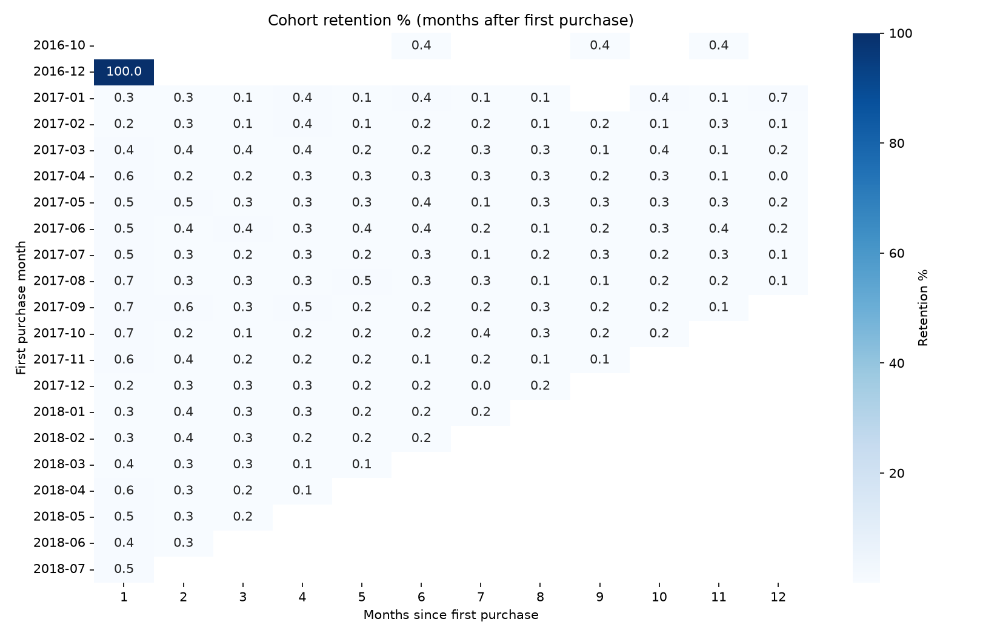 Cohort retention % (months after first purchase)
2016-10 0.4 0.4 0.4
2016-12 100.0
2017-01 0.3 0.3 0.1 0.4 0.1 0.4 0.1 0.1 0.4 0.1 0.7
2017-02 0.2 0.3 0.1 0.4 0.1 0.2 0.2 0.1 0.2 0.1 0.3 0.1
2017-03 0.4 0.4 0.4 0.4 0.2 0.2 0.3 0.3 0.1 0.4 0.1 0.2
2017-04 0.6 0.2 0.2 0.3 0.3 0.3 0.3 0.3 0.2 0.3 0.1 0.0
2017-05 0.5 0.5 0.3 0.3 0.3 0.4 0.1 0.3 0.3 0.3 0.3 0.2
2017-06 0.5 0.4 0.4 0.3 0.4 0.4 0.2 0.1 0.2 0.3 0.4 0.2
2017-07 0.5 0.3 0.2 0.3 0.2 0.3 0.1 0.2 0.3 0.2 0.3 0.1
2017-08 0.7 0.3 0.3 0.3 0.5 0.3 0.3 0.1 0.1 0.2 0.2 0.1
2017-09 0.7 0.6 0.3 0.5 0.2 0.2 0.2 0.3 0.2 0.2 0.1
2017-10 0.7 0.2 0.1 0.2 0.2 0.2 0.4 0.3 0.2 0.2
2017-11 0.6 0.4 0.2 0.2 0.2 0.1 0.2 0.1 0.1
2017-12 0.2 0.3 0.3 0.3 0.2 0.2 0.0 0.2
2018-01 0.3 0.4 0.3 0.3 0.2 0.2 0.2
2018-02 0.3 0.4 0.3 0.2 0.2 0.2
2018-03 0.4 0.3 0.3 0.1 0.1
2018-04 0.6 0.3 0.2 0.1
2018-05 0.5 0.3 0.2
2018-06 0.4 0.3
2018-07 0.5
1 2 3 4 5 6 7 8 9 10 11 12
Months since first purchase
First purchase month
100
80
60
40
20
Retention %